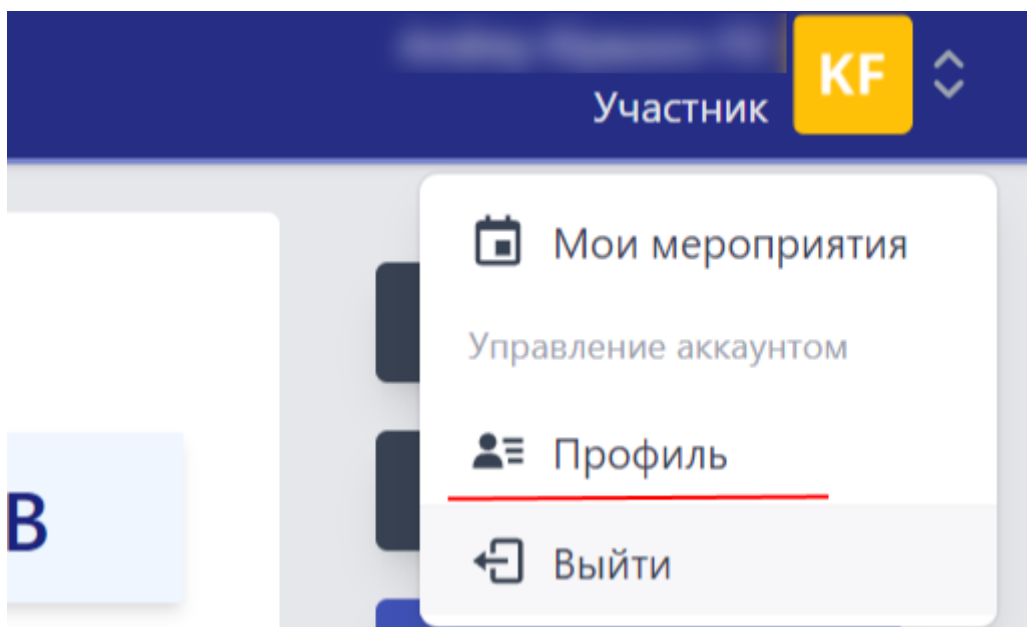 Участник
KF
Мои мероприятия
Управление аккаунтом
Профиль
В
Выйти